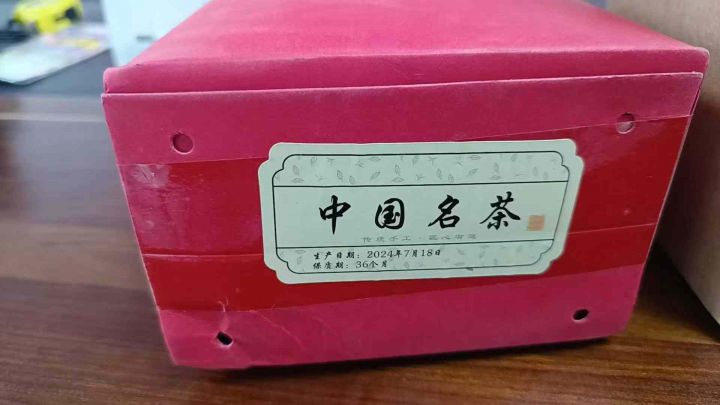 中国名茶
传统手工·匠心甄选
生产日期：2024年7月18日
保质期：36个月